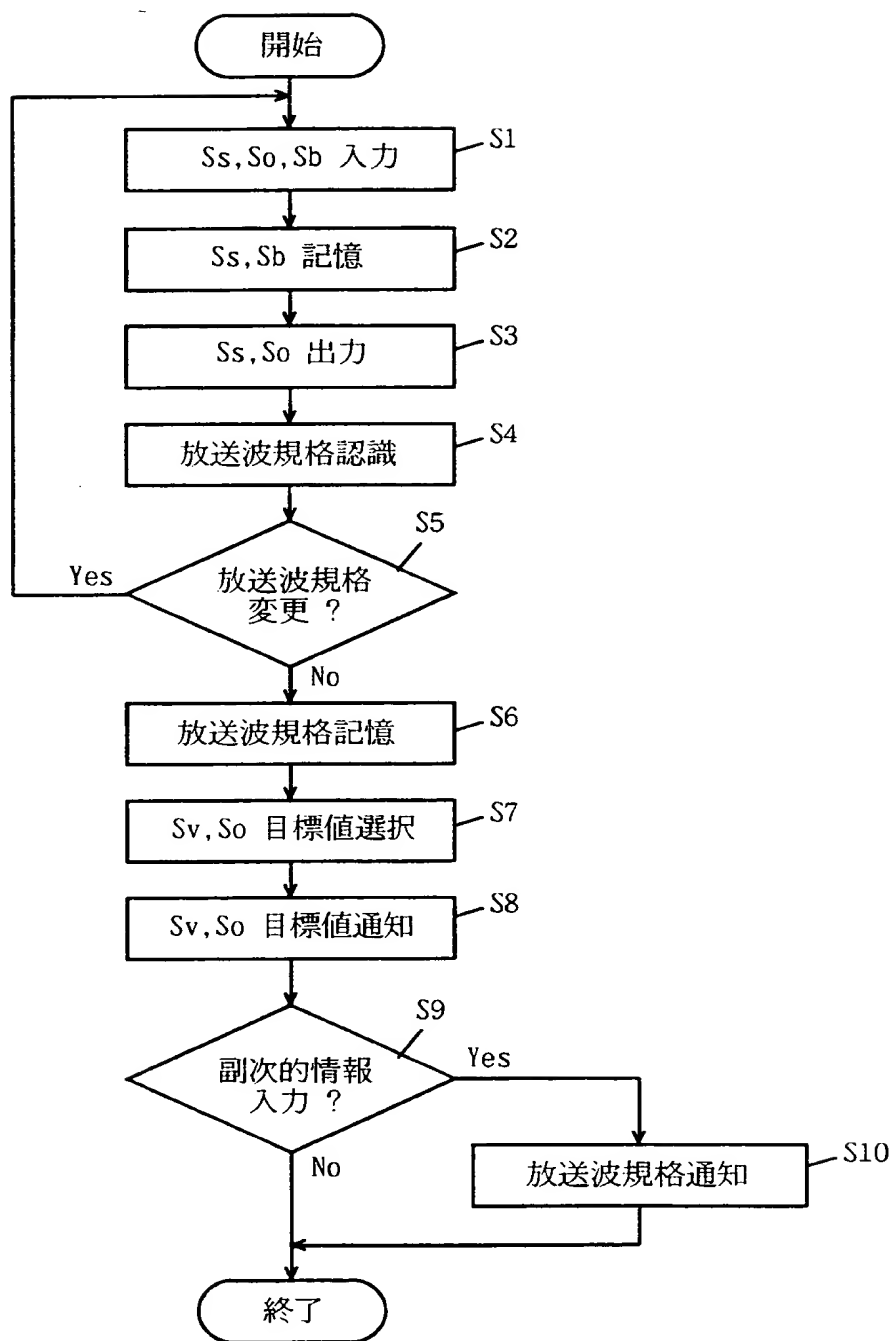 開始
Ss,So,Sb 入力
S1
Ss,Sb 記憶
S2
Ss,So 出力
S3
放送波規格認識
S4
放送波規格
変更 ?
S5
Yes
No
放送波規格記憶
S6
Sv,So 目標値選択
S7
Sv,So 目標値通知
S8
副次的情報
入力 ?
S9
Yes
No
放送波規格通知
S10
終了